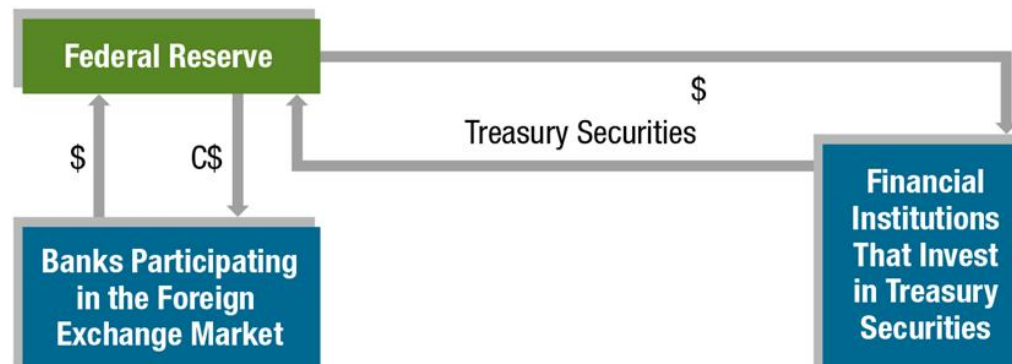 Federal Reserve
$
Treasury Securities
$
C$
Banks Participating
in the Foreign
Exchange Market
Financial
Institutions
That Invest
in Treasury
Securities